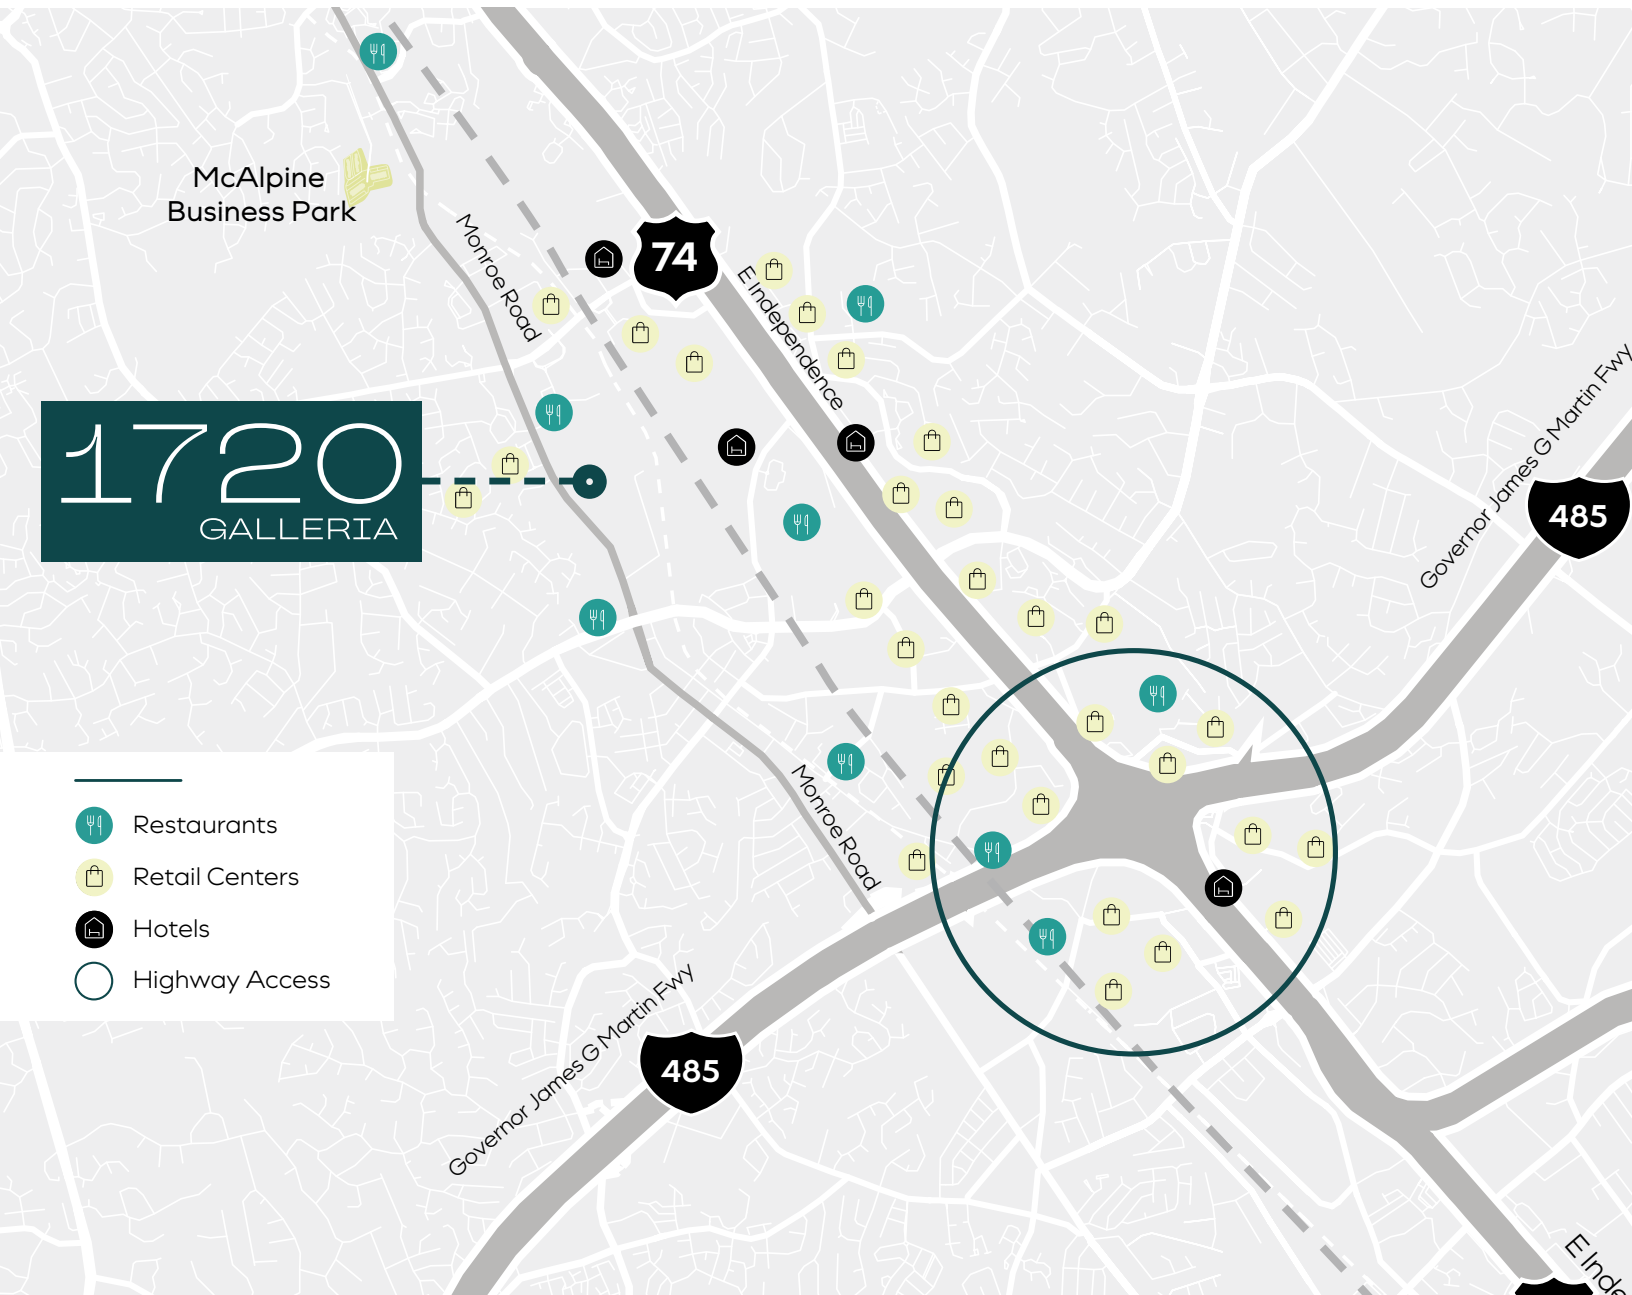 McAlpine
Business Park
Monroe Road
74
E Independence
Governor James G Martin Fwy
485
1720
GALLERIA
Monroe Road
Restaurants
Retail Centers
Hotels
Highway Access
Governor James G Martin Fwy
485
E Inde